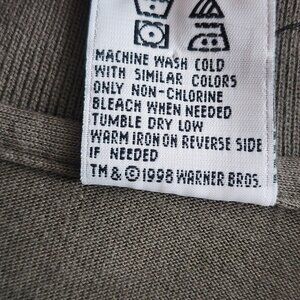 MACHINE WASH COLD
WITH SIMILAR COLORS
ONLY NON-CHLORINE
BLEACH WHEN NEEDED
TUMBLE DRY LOW
WARM IRON ON REVERSE SIDE
IF NEEDED
TM & ©1998 WARNER BROS.